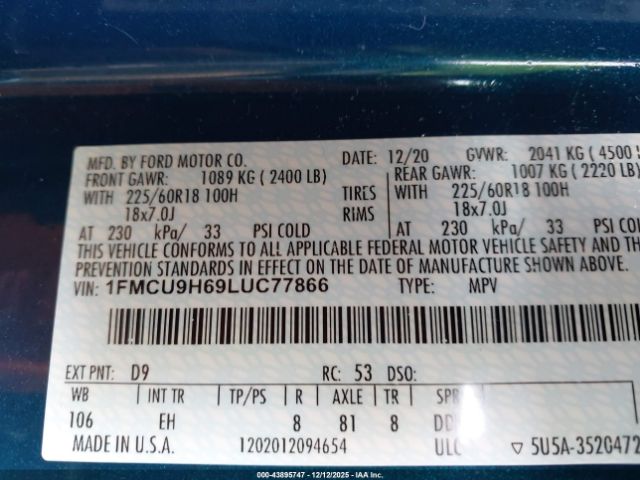 MFD. BY FORD MOTOR CO. DATE: 12/20 GVWR: 2041 KG ( 4500
FRONT GAWR: 1089 KG ( 2400 LB) REAR GAWR: 1007 KG ( 2220 LB)
WITH 225/60R18 100H TIRES WITH 225/60R18 100H
18x7.0J RIMS 18x7.0J
AT 230 kPa/ 33 PSI COLD AT 230 kPa/ 33 PSI COLD
THIS VEHICLE CONFORMS TO ALL APPLICABLE FEDERAL MOTOR VEHICLE SAFETY AND
PREVENTION STANDARDS IN EFFECT ON THE DATE OF MANUFACTURE SHOWN ABOVE.
VIN: 1FMCU9H69LUC77866 TYPE: MPV
EXT PNT: D9 RC: 53 DSO:
WB INT TR TP/PS R AXLE TR SPR
106 EH 8 81 8 DD
MADE IN U.S.A. 1202012094654 ULC ▽ 5U5A-3520472
000-43895747 - 12/12/2025 - IAAI.com